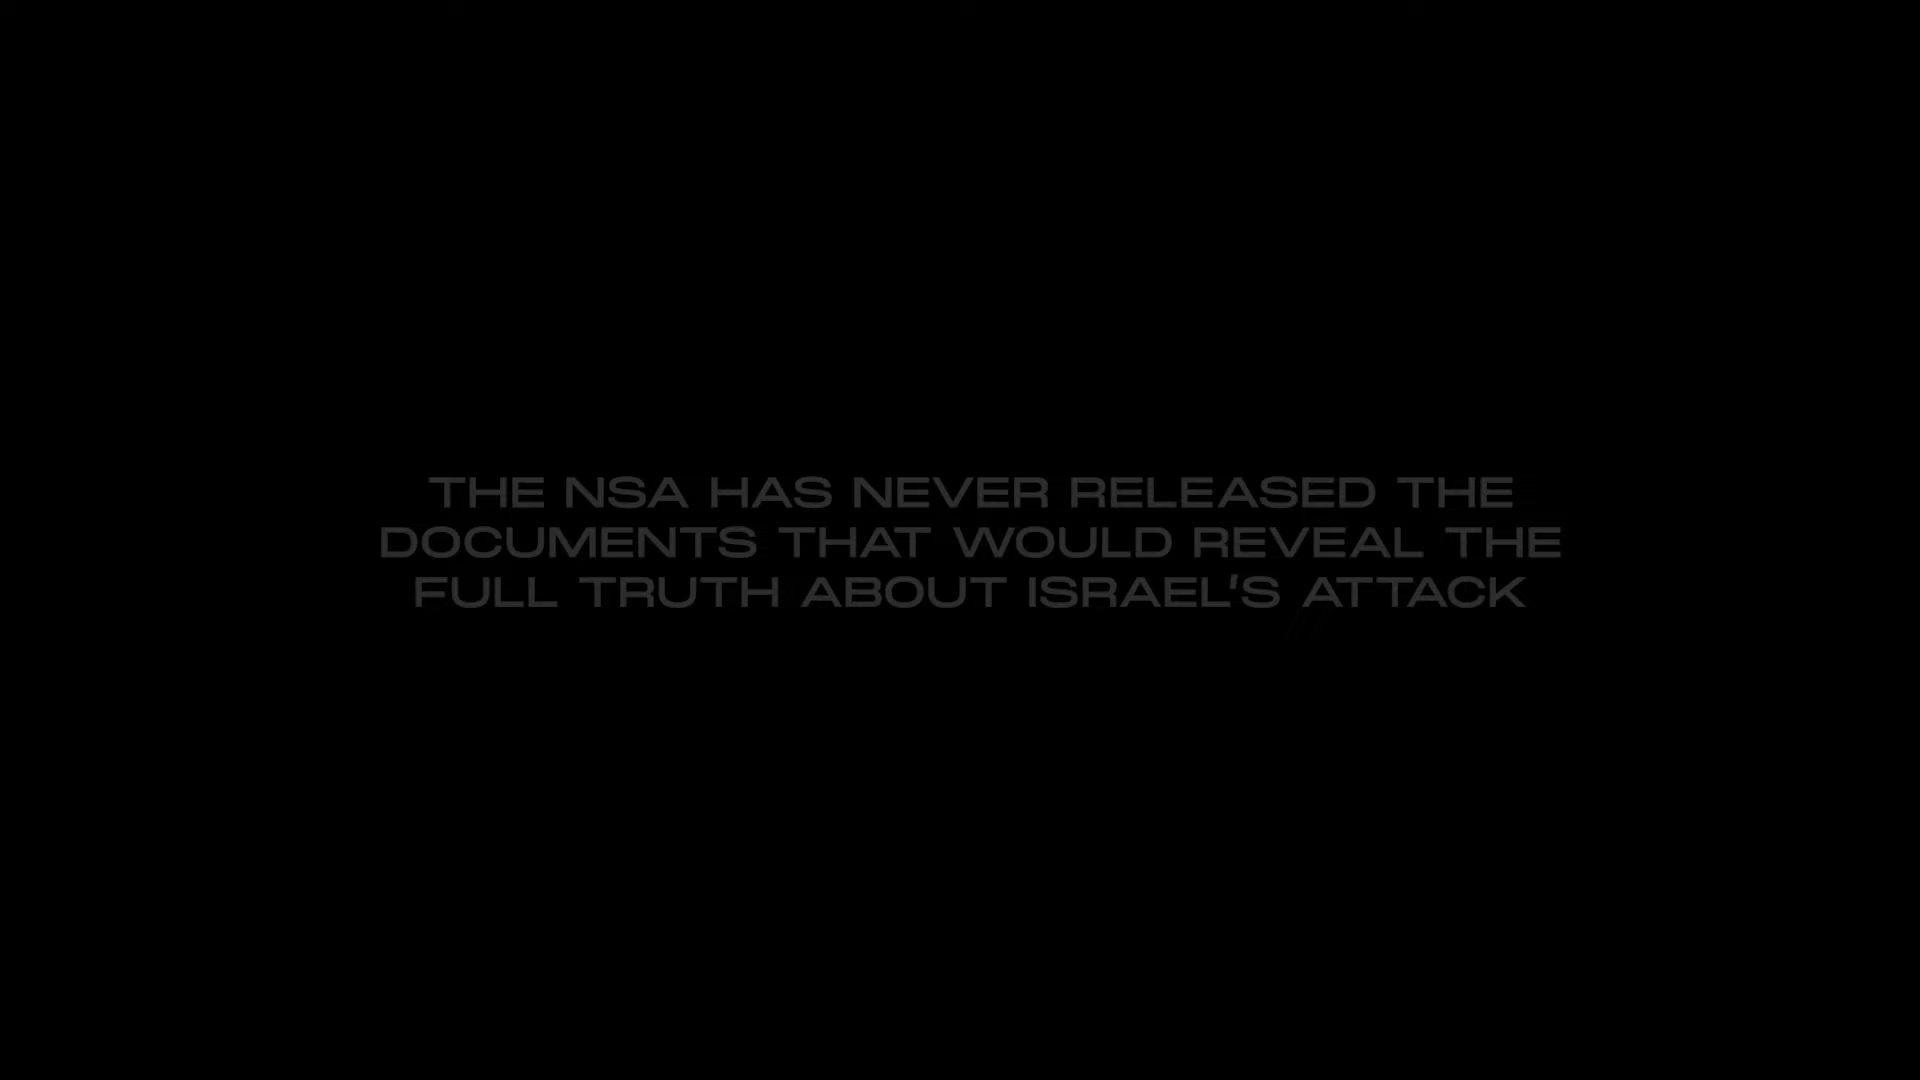 THE NSA HAS NEVER RELEASED THE
DOCUMENTS THAT WOULD REVEAL THE
FULL TRUTH ABOUT ISRAEL'S ATTACK